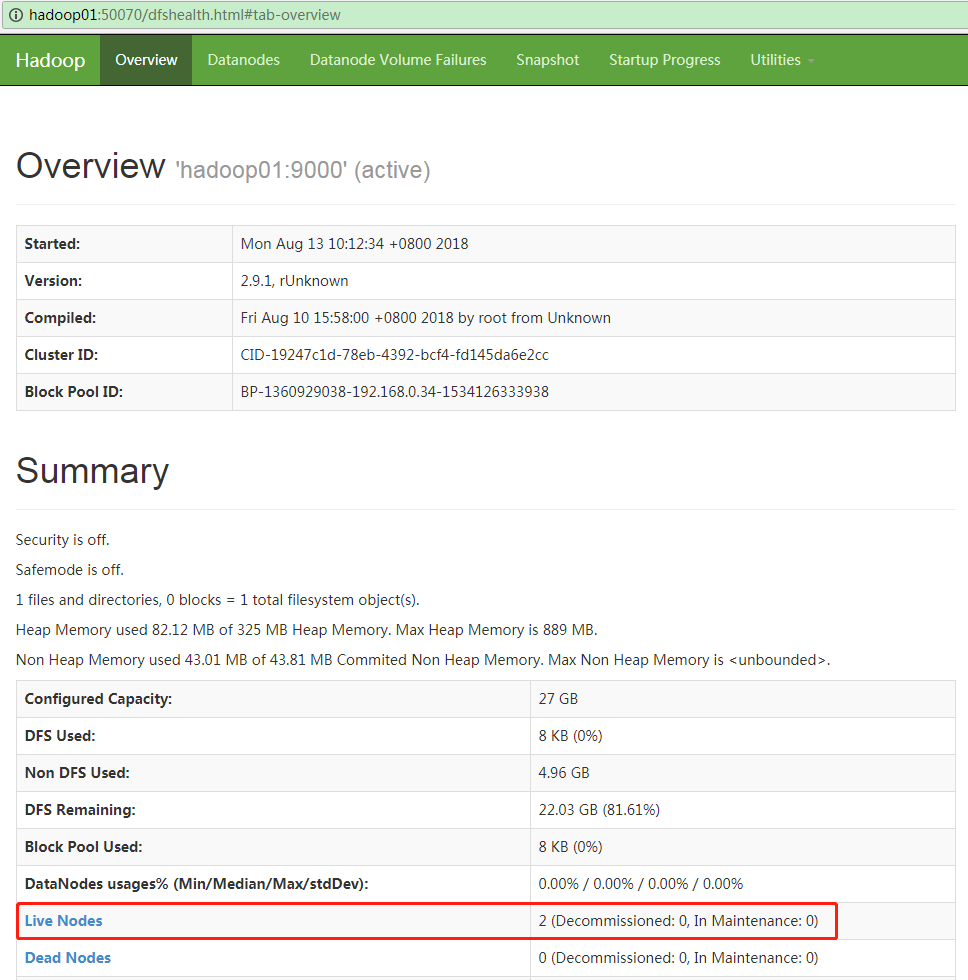 hadoop01:50070/dfshealth.html#tab-overview
Hadoop Overview Datanodes Datanode Volume Failures Snapshot Startup Progress Utilities
Overview 'hadoop01:9000' (active)
Started: Mon Aug 13 10:12:34 +0800 2018
Version: 2.9.1, rUnknown
Compiled: Fri Aug 10 15:58:00 +0800 2018 by root from Unknown
Cluster ID: CID-19247c1d-78eb-4392-bcf4-fd145da6e2cc
Block Pool ID: BP-1360929038-192.168.0.34-1534126333938
Summary
Security is off.
Safemode is off.
1 files and directories, 0 blocks = 1 total filesystem object(s).
Heap Memory used 82.12 MB of 325 MB Heap Memory. Max Heap Memory is 889 MB.
Non Heap Memory used 43.01 MB of 43.81 MB Commited Non Heap Memory. Max Non Heap Memory is <unbounded>.
Configured Capacity: 27 GB
DFS Used: 8 KB (0%)
Non DFS Used: 4.96 GB
DFS Remaining: 22.03 GB (81.61%)
Block Pool Used: 8 KB (0%)
DataNodes usages% (Min/Median/Max/stdDev): 0.00% / 0.00% / 0.00% / 0.00%
Live Nodes 2 (Decommissioned: 0, In Maintenance: 0)
Dead Nodes 0 (Decommissioned: 0, In Maintenance: 0)